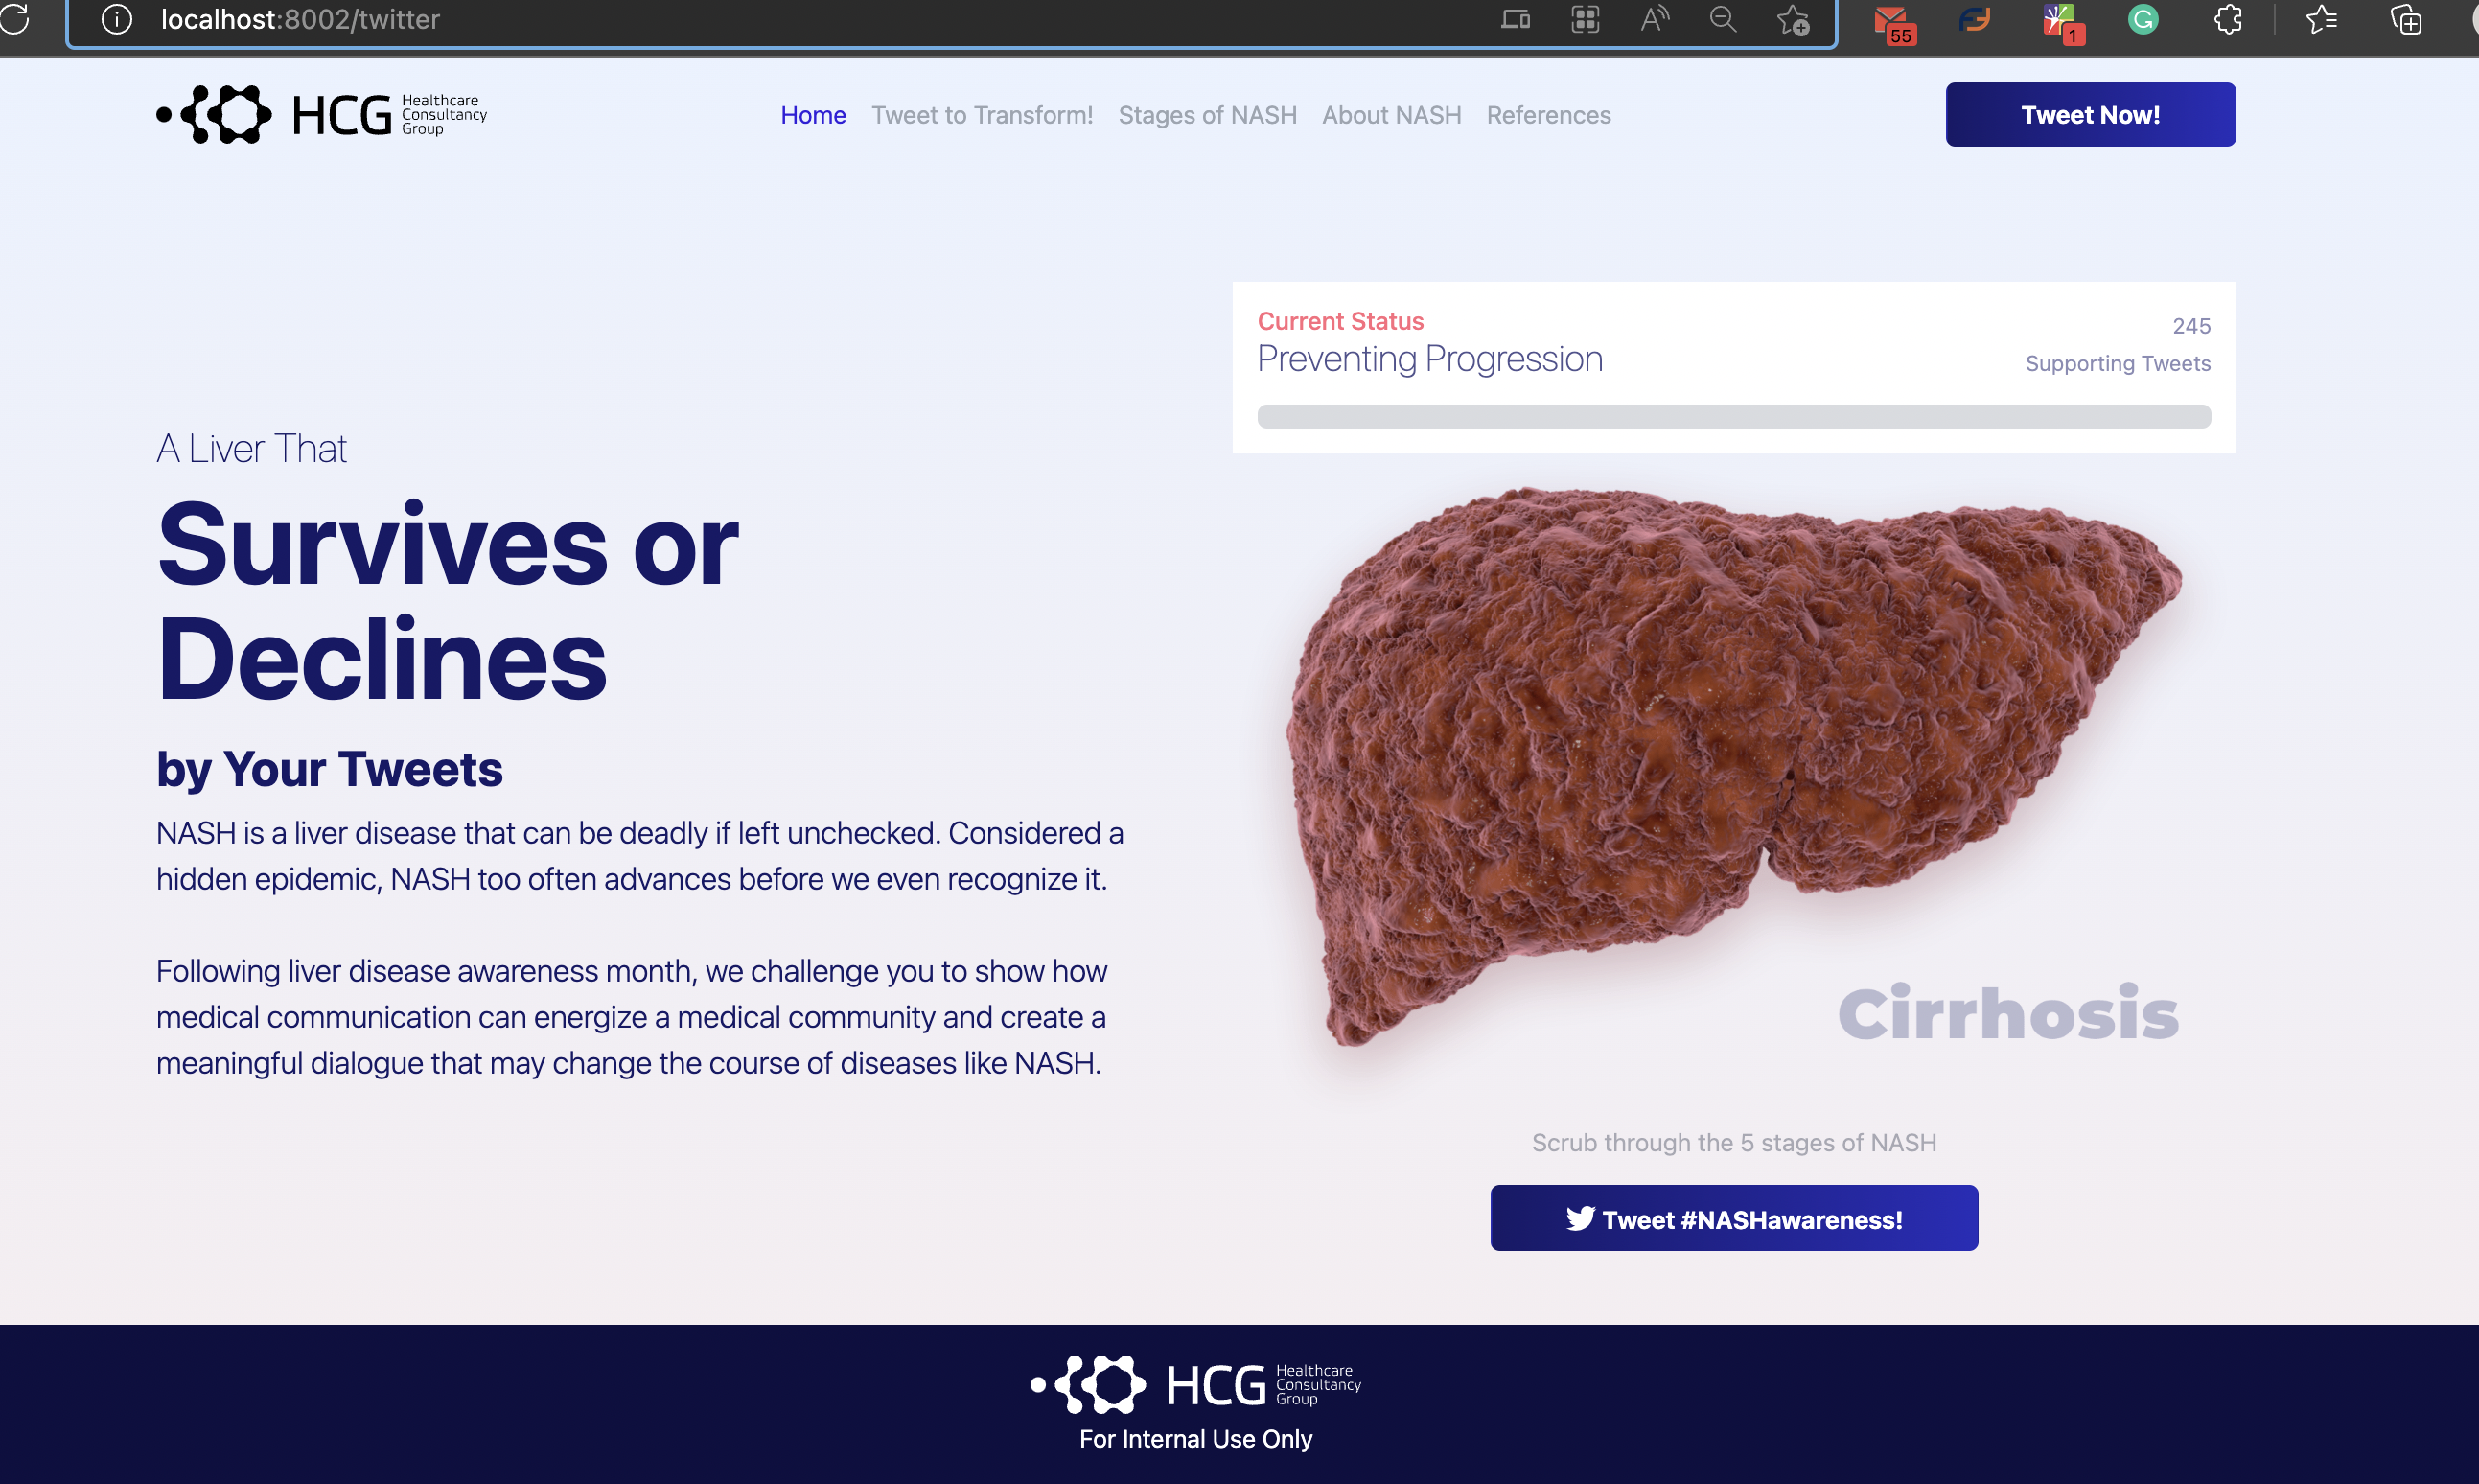 localhost:8002/twitter
55
1
HCG Healthcare
Consultancy
Group
Home Tweet to Transform! Stages of NASH About NASH References
Tweet Now!
Current Status
245
Preventing Progression
Supporting Tweets
A Liver That
Survives or
Declines
by Your Tweets
NASH is a liver disease that can be deadly if left unchecked. Considered a
hidden epidemic, NASH too often advances before we even recognize it.
Following liver disease awareness month, we challenge you to show how
medical communication can energize a medical community and create a
meaningful dialogue that may change the course of diseases like NASH.
Cirrhosis
Scrub through the 5 stages of NASH
Tweet #NASHawareness!
HCG Healthcare
Consultancy
Group
For Internal Use Only